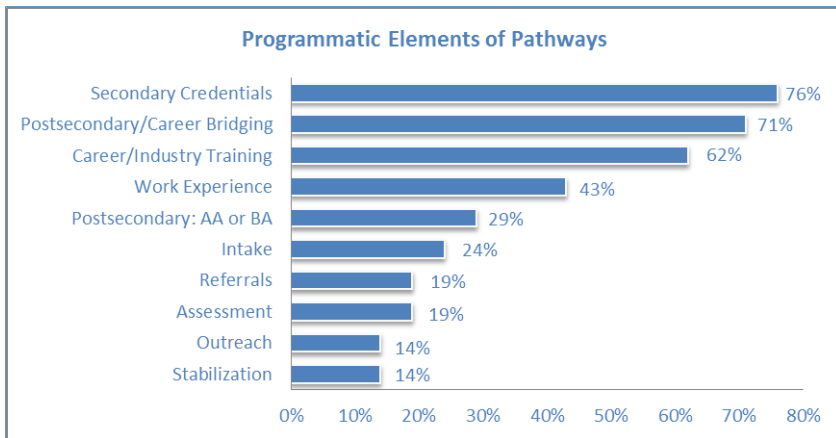 Programmatic Elements of Pathways
Secondary Credentials 76%
Postsecondary/Career Bridging 71%
Career/Industry Training 62%
Work Experience 43%
Postsecondary: AA or BA 29%
Intake 24%
Referrals 19%
Assessment 19%
Outreach 14%
Stabilization 14%
0% 10% 20% 30% 40% 50% 60% 70% 80%